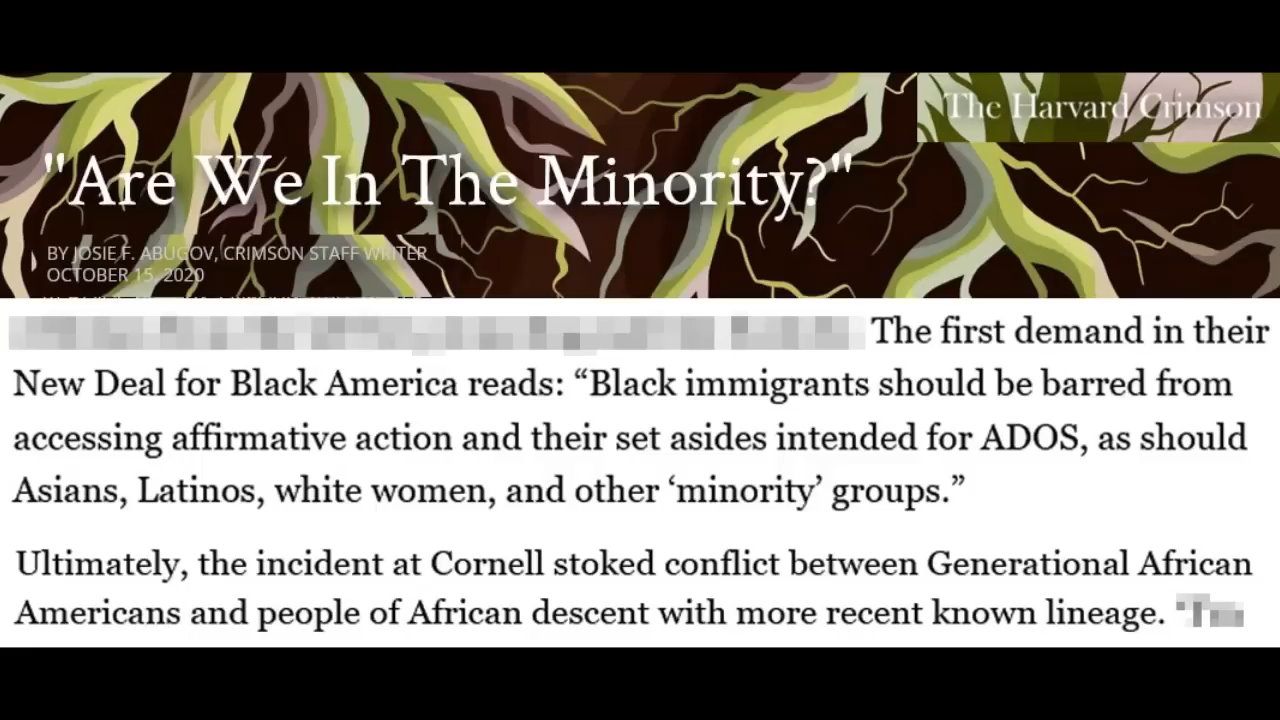 The Harvard Crimson
"Are We In The Minority?"
BY JOSIE F. ABUGOV, CRIMSON STAFF WRITER
OCTOBER 15, 2020
The first demand in their
New Deal for Black America reads: “Black immigrants should be barred from
accessing affirmative action and their set asides intended for ADOS, as should
Asians, Latinos, white women, and other ‘minority’ groups.”
Ultimately, the incident at Cornell stoked conflict between Generational African
Americans and people of African descent with more recent known lineage.